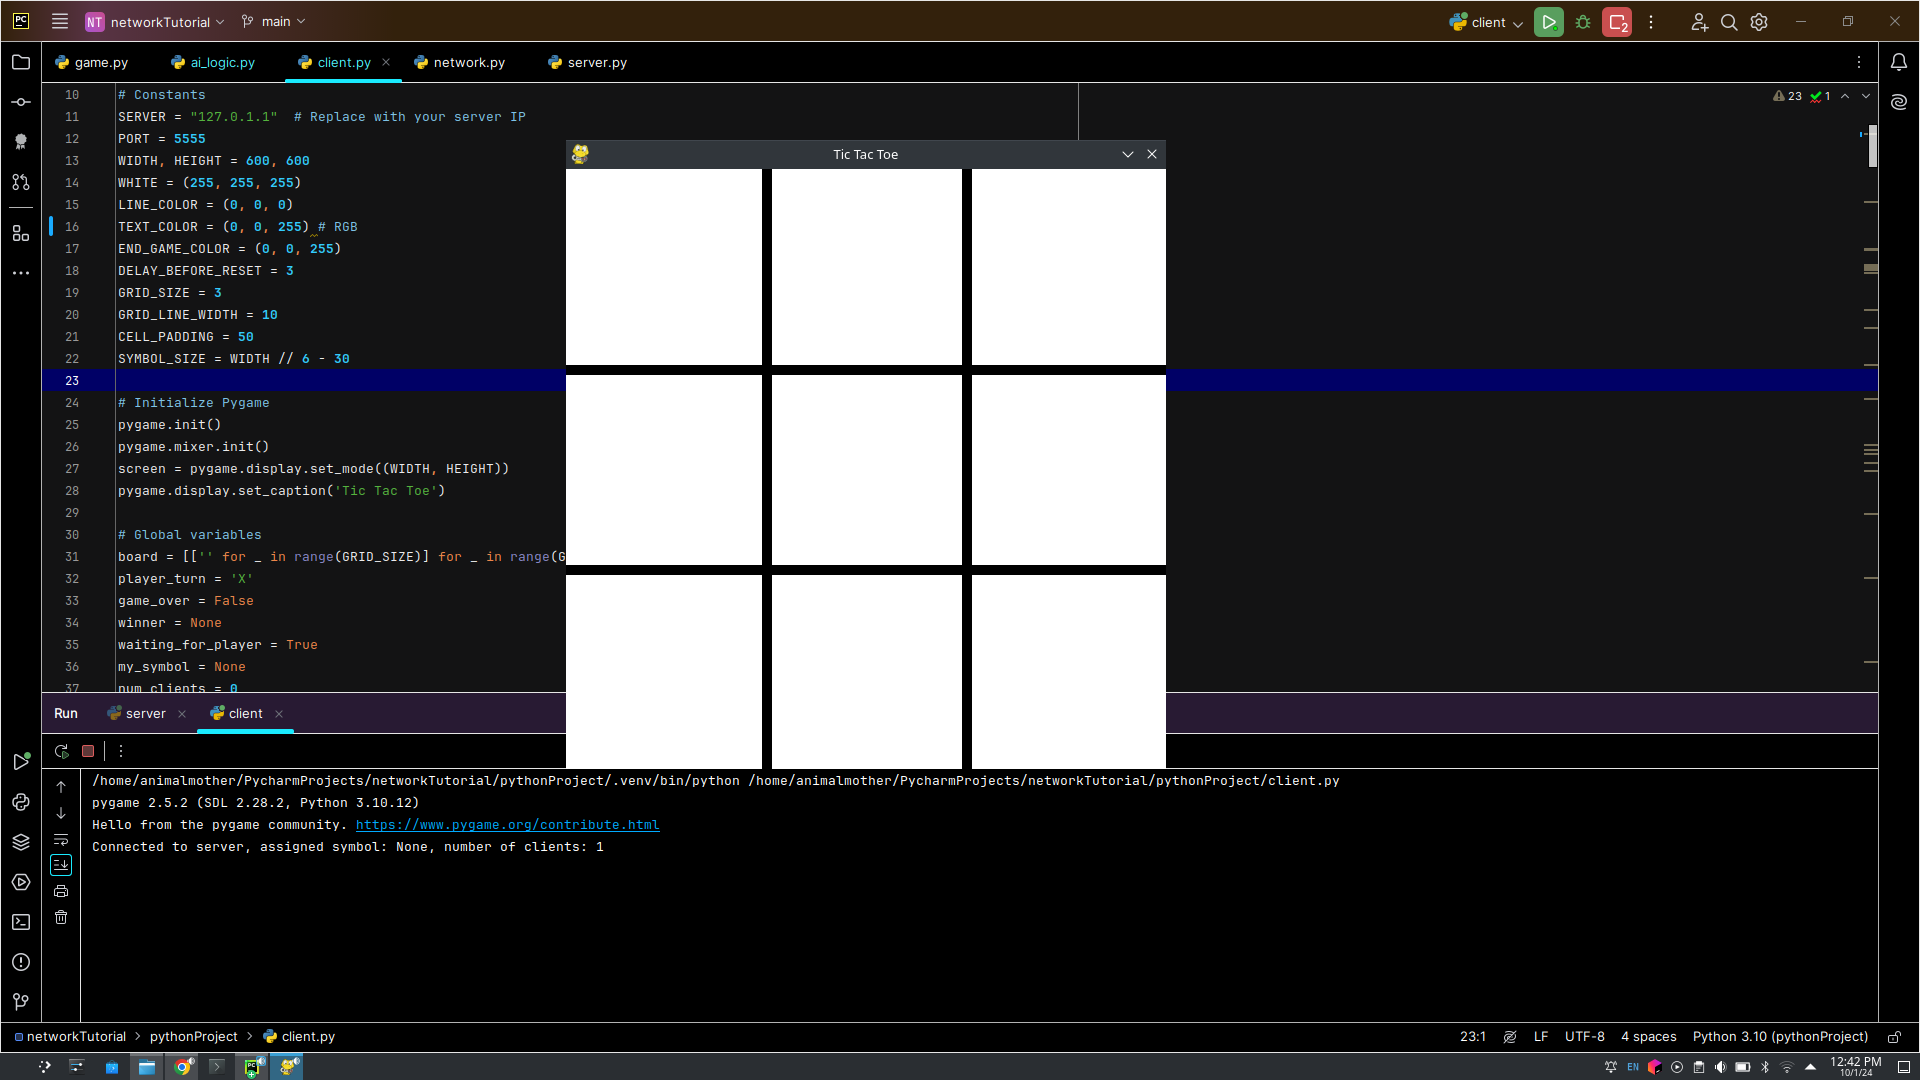 PC NT networkTutorial main client 2
game.py ai_logic.py client.py network.py server.py
23 1
10 # Constants
11 SERVER = "127.0.1.1"  # Replace with your server IP
12 PORT = 5555
13 WIDTH, HEIGHT = 600, 600
14 WHITE = (255, 255, 255)
15 LINE_COLOR = (0, 0, 0)
16 TEXT_COLOR = (0, 0, 255) # RGB
17 END_GAME_COLOR = (0, 0, 255)
18 DELAY_BEFORE_RESET = 3
19 GRID_SIZE = 3
20 GRID_LINE_WIDTH = 10
21 CELL_PADDING = 50
22 SYMBOL_SIZE = WIDTH // 6 - 30
23
24 # Initialize Pygame
25 pygame.init()
26 pygame.mixer.init()
27 screen = pygame.display.set_mode((WIDTH, HEIGHT))
28 pygame.display.set_caption('Tic Tac Toe')
29
30 # Global variables
31 board = [['' for _ in range(GRID_SIZE)] for _ in range(G
32 player_turn = 'X'
33 game_over = False
34 winner = None
35 waiting_for_player = True
36 my_symbol = None
37 num_clients = 0
Tic Tac Toe
Run server client
/home/animalmother/PycharmProjects/networkTutorial/pythonProject/.venv/bin/python /home/animalmother/PycharmProjects/networkTutorial/pythonProject/client.py
pygame 2.5.2 (SDL 2.28.2, Python 3.10.12)
Hello from the pygame community. https://www.pygame.org/contribute.html
Connected to server, assigned symbol: None, number of clients: 1
networkTutorial pythonProject client.py 23:1 LF UTF-8 4 spaces Python 3.10 (pythonProject)
EN 12:42 PM
10/1/24